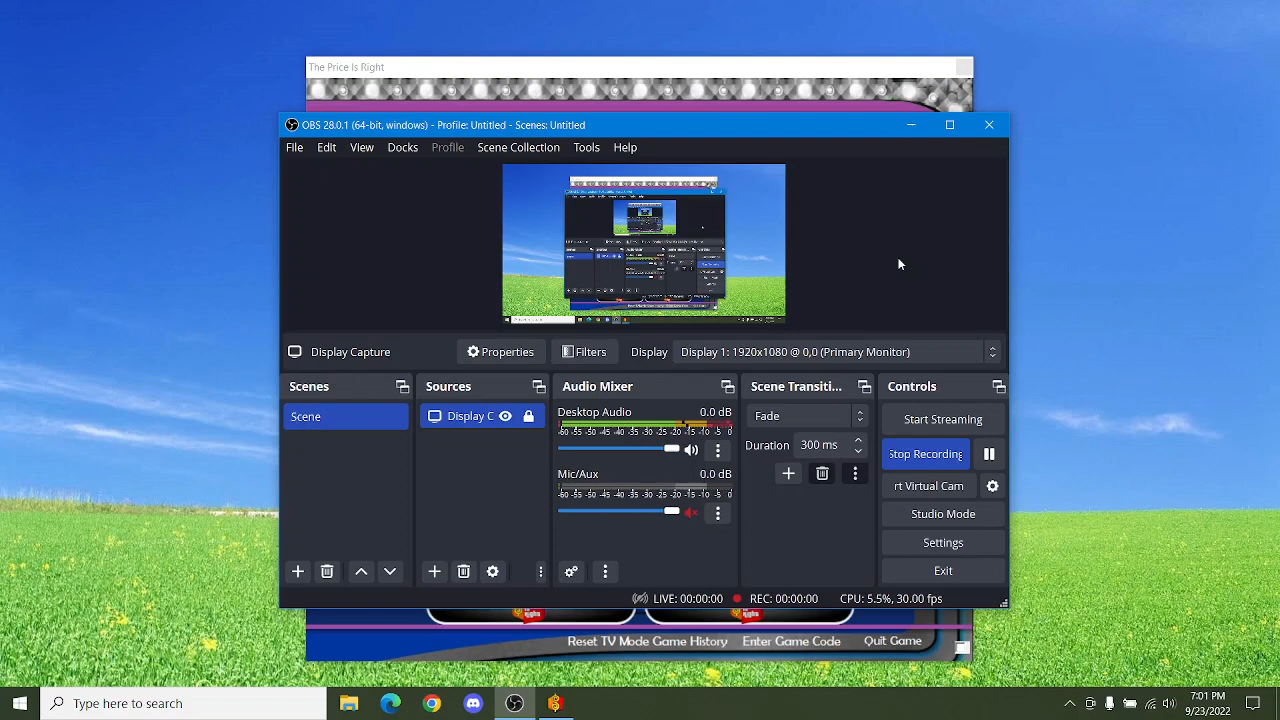 The Price Is Right
OBS 28.0.1 (64-bit, windows) - Profile: Untitled - Scenes: Untitled
File Edit View Docks Profile Scene Collection Tools Help
Display Capture Properties Filters Display Display 1: 1920x1080 @ 0,0 (Primary Monitor)
Scenes Sources Audio Mixer Scene Transiti... Controls
Scene
Display C
Desktop Audio 0.0 dB
-60 -55 -50 -45 -40 -35 -30 -25 -20 -15 -10 -5 0
Mic/Aux 0.0 dB
-60 -55 -50 -45 -40 -35 -30 -25 -20 -15 -10 -5 0
Fade
Duration 300 ms
Start Streaming
Stop Recording
rt Virtual Cam
Studio Mode
Settings
Exit
LIVE: 00:00:00 REC: 00:00:00 CPU: 5.5%, 30.00 fps
Reset TV Mode Game History Enter Game Code Quit Game
Type here to search
7:01 PM
9/23/2022